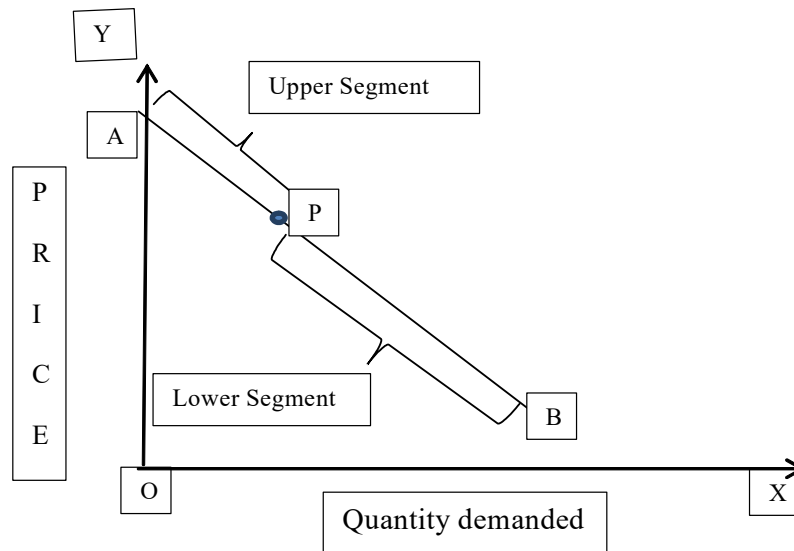 Y
Upper Segment
A
P
R
I
C
E
P
Lower Segment
B
O
X
Quantity demanded